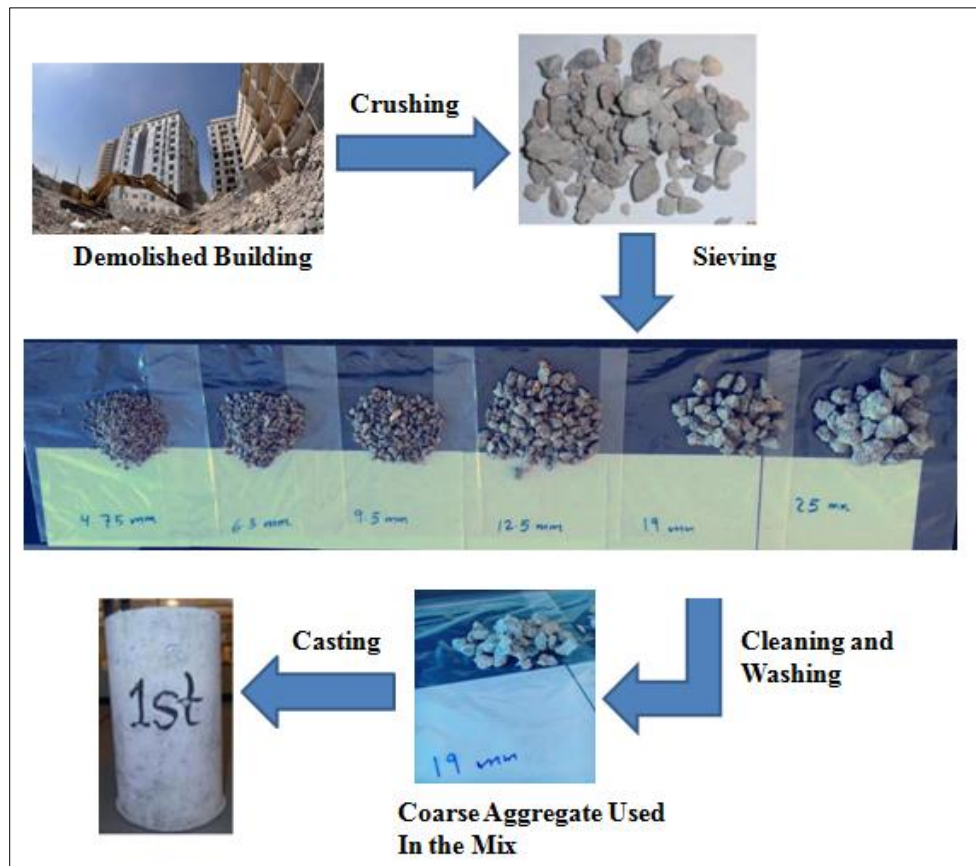 Crushing
Demolished Building
Sieving
4.75 mm
6.3 mm
9.5 mm
12.5 mm
19 mm
25 mm
Casting
1st
Cleaning and
Washing
19 mm
Coarse Aggregate Used
In the Mix